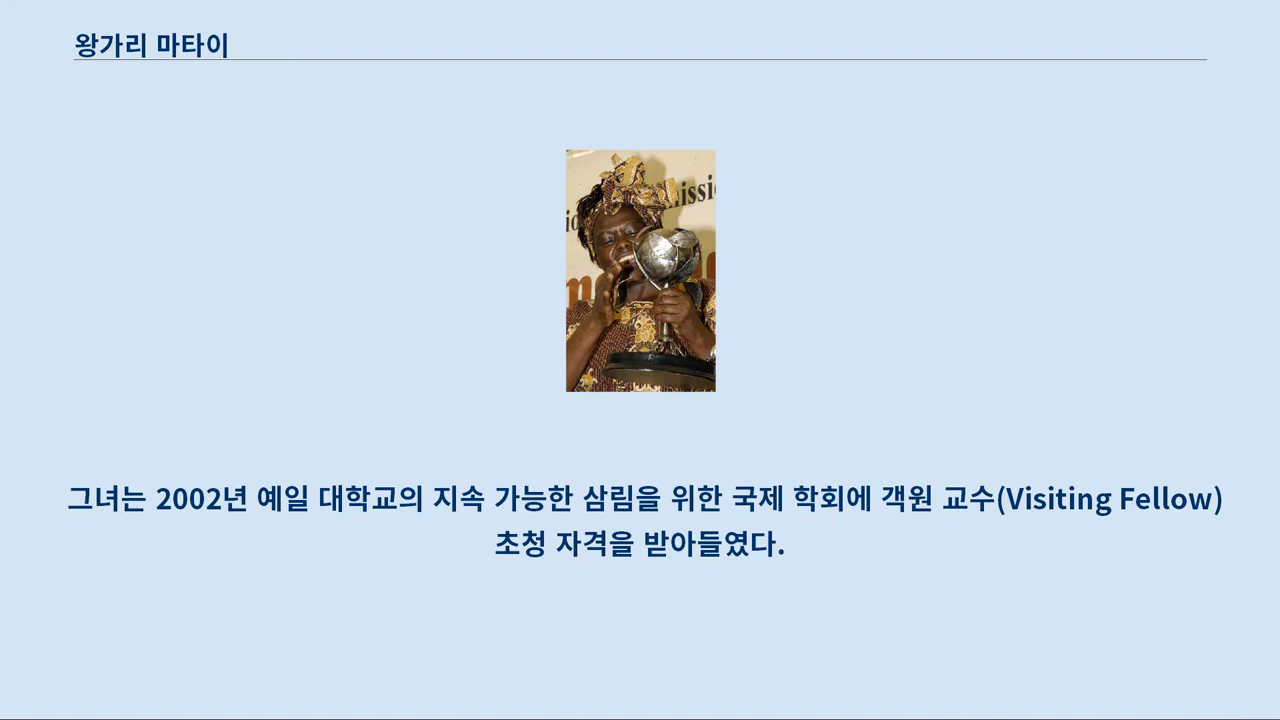 왕가리 마타이
그녀는 2002년 예일 대학교의 지속 가능한 삼림을 위한 국제 학회에 객원 교수(Visiting Fellow)
초청 자격을 받아들였다.